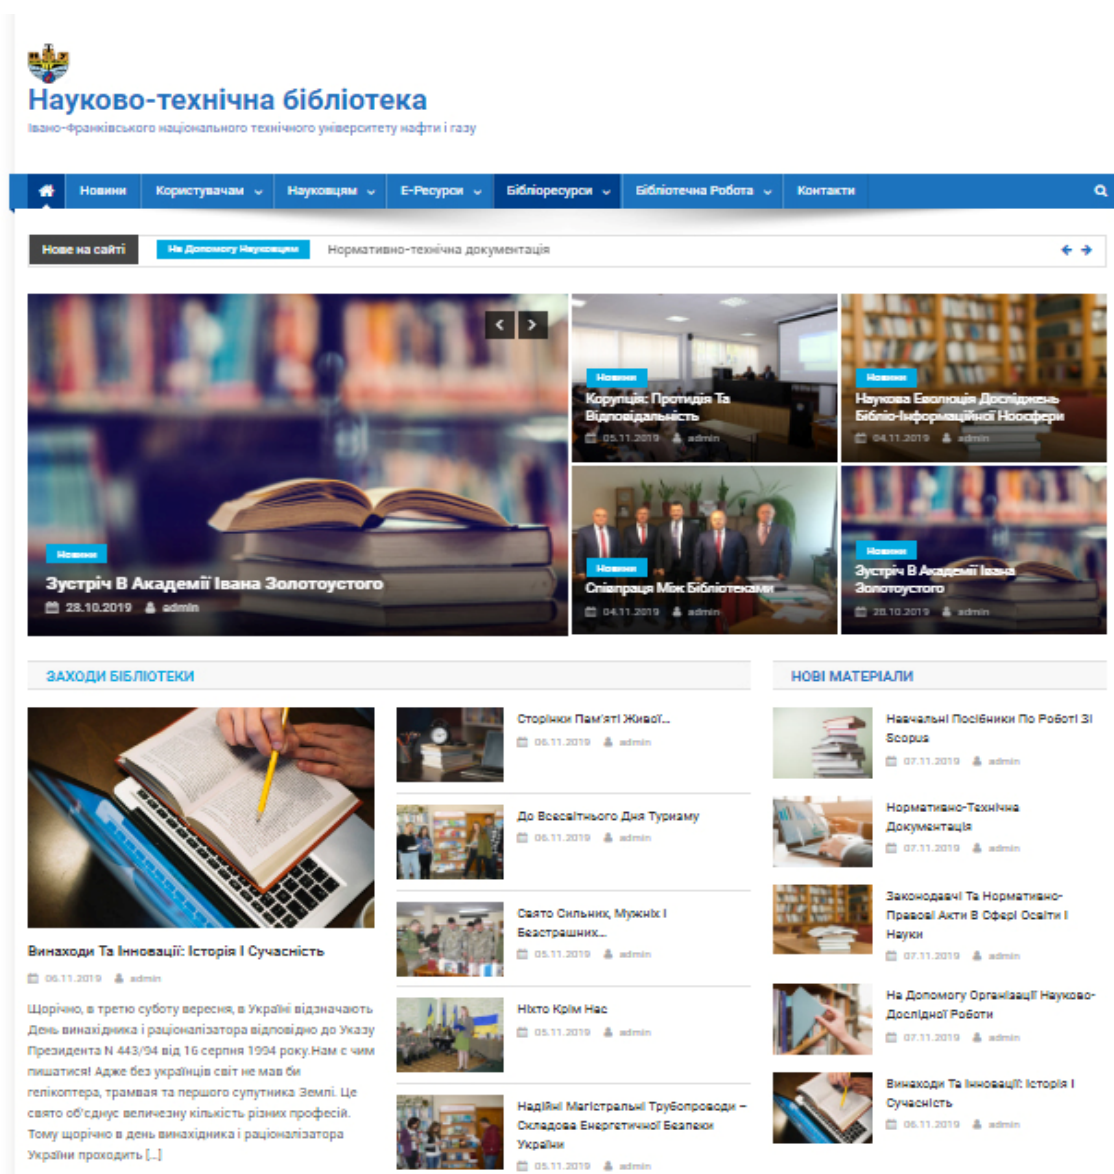 Науково-технічна бібліотека
Івано-Франківського національного технічного університету нафти і газу
Новини Користувачам Науковцям Е-Ресурси Бібліоресурси Бібліотечна Робота Контакти
Нове на сайті На Допомогу Науковцям Нормативно-технічна документація
Новини
Зустріч В Академії Івана Золотоустого
28.10.2019 admin
Новини
Корупція: Протидія Та
Відповідальність
05.11.2019 admin
Новини
Наукова Еволюція Досліджень
Бібліо-Інформаційної Ноосфери
04.11.2019 admin
Новини
Співпраця Між Бібліотеками
04.11.2019 admin
Новини
Зустріч В Академії Івана
Золотоустого
28.10.2019 admin
ЗАХОДИ БІБЛІОТЕКИ
Винаходи Та Інновації: Історія І Сучасність
06.11.2019 admin
Щорічно, в третю суботу вересня, в Україні відзначають
День винахідника і раціоналізатора відповідно до Указу
Президента N 443/94 від 16 серпня 1994 року.Нам є чим
пишатися! Адже без українців світ не мав би
гелікоптера, трамвая та першого супутника Землі. Це
свято об'єднує величезну кількість різних професій.
Тому щорічно в день винахідника і раціоналізатора
України проходить [...]
Сторінки Пам'яті Живої...
06.11.2019 admin
До Всесвітнього Дня Туризму
06.11.2019 admin
Свято Сильних, Мужніх І
Безстрашних...
05.11.2019 admin
Ніхто Крім Нас
05.11.2019 admin
Надійні Магістральні Трубопроводи –
Складова Енергетичної Безпеки
України
05.11.2019 admin
НОВІ МАТЕРІАЛИ
Навчальні Посібники По Роботі Зі
Scopus
07.11.2019 admin
Нормативно-Технічна
Документація
07.11.2019 admin
Законодавчі Та Нормативно-
Правові Акти В Сфері Освіти І
Науки
07.11.2019 admin
На Допомогу Організації Науково-
Дослідної Роботи
07.11.2019 admin
Винаходи Та Інновації: Історія І
Сучасність
06.11.2019 admin